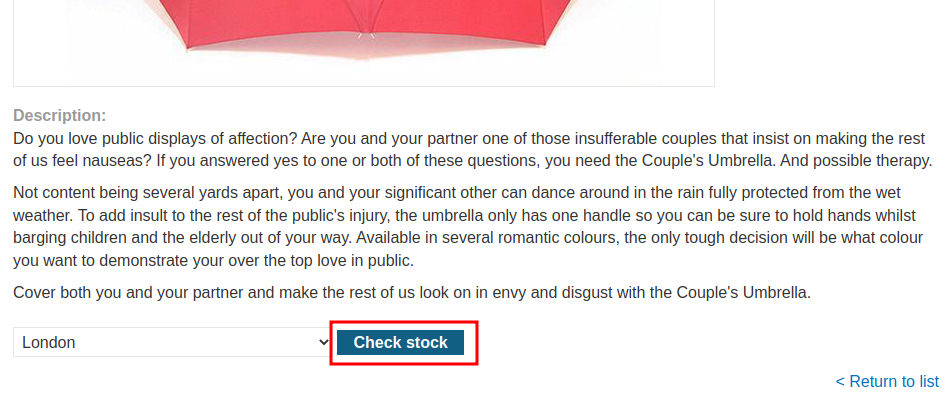 Description:
Do you love public displays of affection? Are you and your partner one of those insufferable couples that insist on making the rest
of us feel nauseas? If you answered yes to one or both of these questions, you need the Couple's Umbrella. And possible therapy.
Not content being several yards apart, you and your significant other can dance around in the rain fully protected from the wet
weather. To add insult to the rest of the public's injury, the umbrella only has one handle so you can be sure to hold hands whilst
barging children and the elderly out of your way. Available in several romantic colours, the only tough decision will be what colour
you want to demonstrate your over the top love in public.
Cover both you and your partner and make the rest of us look on in envy and disgust with the Couple's Umbrella.
London
Check stock
< Return to list